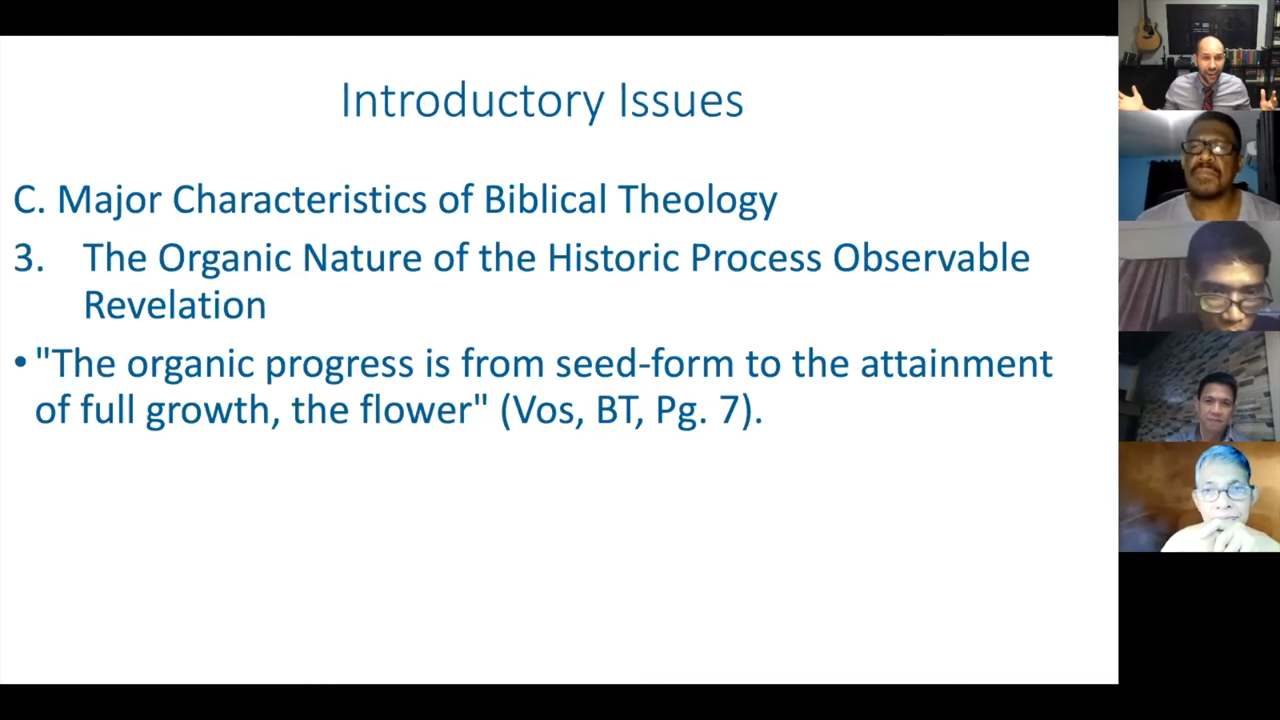 Introductory Issues
C. Major Characteristics of Biblical Theology
3. The Organic Nature of the Historic Process Observable
Revelation
• "The organic progress is from seed-form to the attainment
of full growth, the flower" (Vos, BT, Pg. 7).